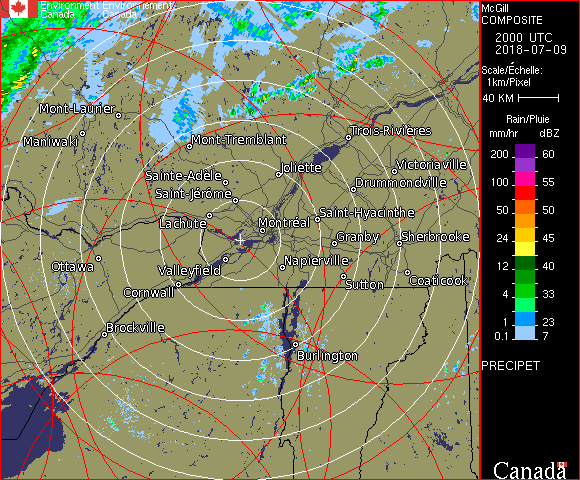 Environment Environnement
Canada Canada
McGill
COMPOSITE
2000 UTC
2018-07-09
Scale/Échelle:
1km/Pixel
40 KM
Rain/Pluie
mm/hr dBZ
200 60
100 55
50 50
24 45
12 40
4 33
1 23
0.1 7
PRECIPET
Canada
Mont-Laurier
Maniwaki
Mont-Tremblant
Trois-Rivières
Sainte-Adèle
Joliette
Victoriaville
Saint-Jérôme
Drummondville
Lachute
Montréal
Saint-Hyacinthe
Granby
Sherbrooke
Ottawa
Valleyfield
Napierville
Cornwall
Sutton
Coaticook
Brockville
Burlington